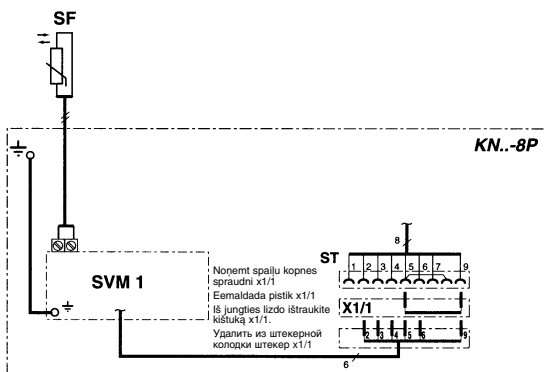 SF
KN..-8P
8
ST
1 2 3 4 5 6 7 9
SVM 1
Noņemt spaiļu kopnes
spraudni x1/1
Eemaldada pistik x1/1
Iš jungties lizdo ištraukite
kištuką x1/1.
Удалить из штекерной
колодки штекер x1/1
X1/1
2 3 4 5 6 9
6